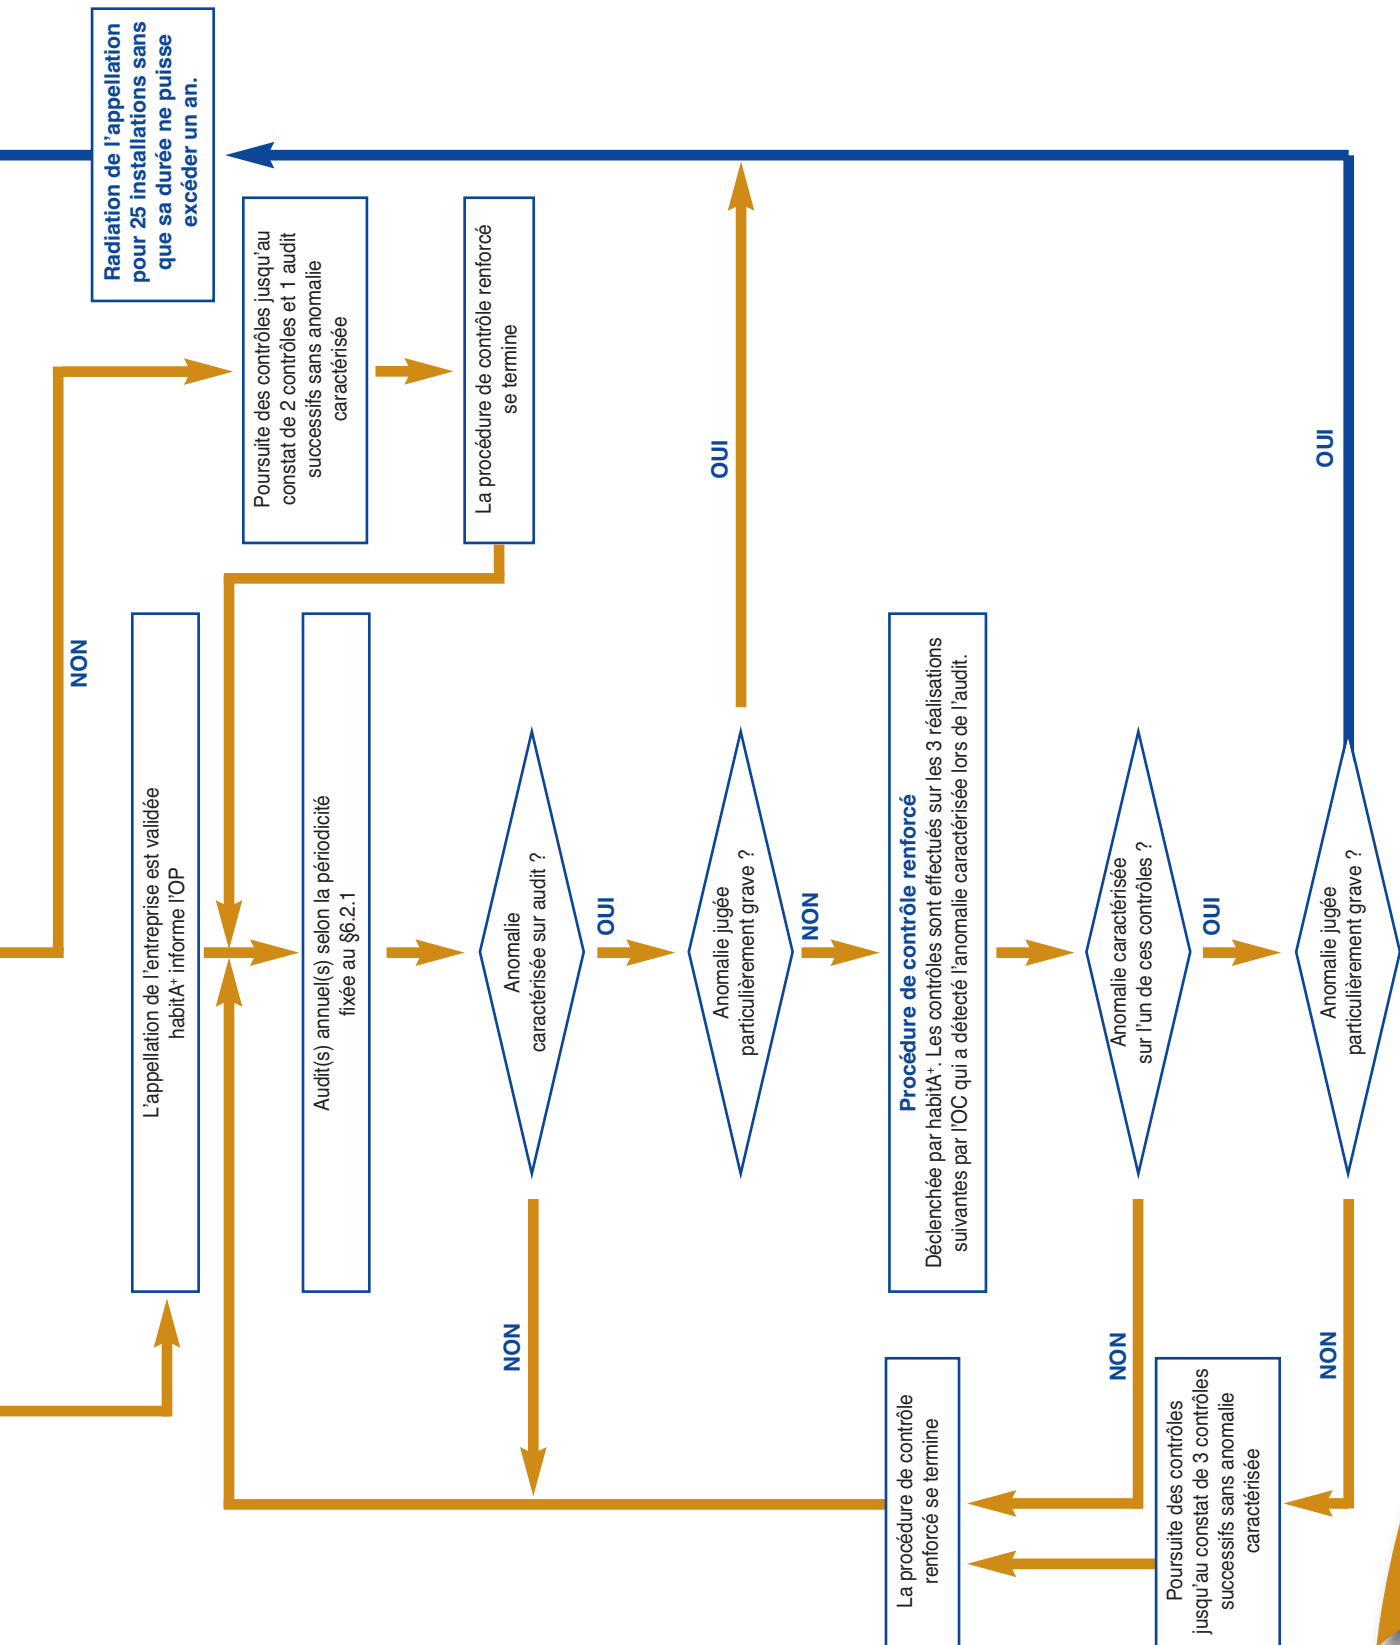 Radiation de l'appellation
pour 25 installations sans
que sa durée ne puisse
excéder un an.
NON
Poursuite des contrôles jusqu'au
constat de 2 contrôles et 1 audit
successifs sans anomalie
caractérisée
La procédure de contrôle renforcé
se termine
L'appellation de l'entreprise est validée
habitA+ informe l'OP
Audit(s) annuel(s) selon la périodicité
fixée au §6.2.1
Anomalie
caractérisée sur audit ?
NON
OUI
Anomalie jugée
particulièrement grave ?
OUI
NON
Procédure de contrôle renforcé
Déclenchée par habitA+. Les contrôles sont effectués sur les 3 réalisations
suivantes par l'OC qui a détecté l'anomalie caractérisée lors de l'audit.
Anomalie caractérisée
sur l'un de ces contrôles ?
NON
OUI
La procédure de contrôle
renforcé se termine
Anomalie jugée
particulièrement grave ?
OUI
NON
Poursuite des contrôles
jusqu'au constat de 3 contrôles
successifs sans anomalie
caractérisée